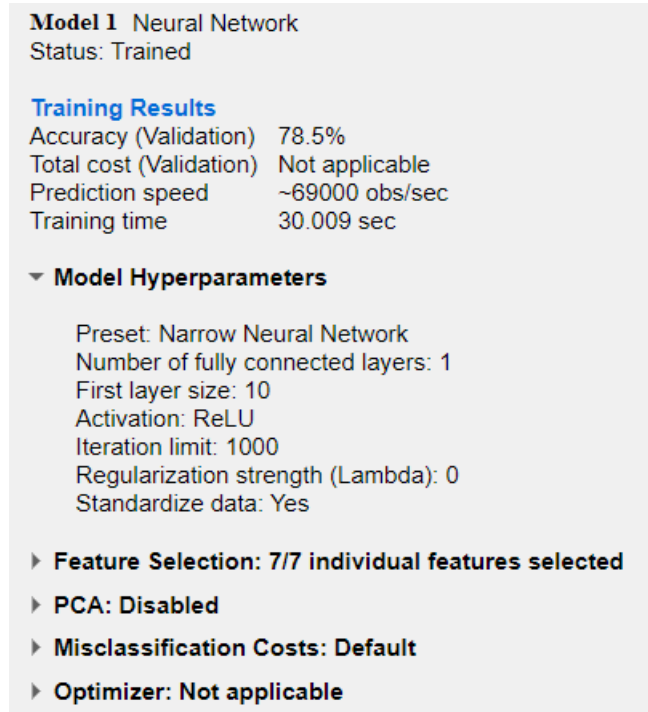 Model 1 Neural Network
Status: Trained
Training Results
Accuracy (Validation) 78.5%
Total cost (Validation) Not applicable
Prediction speed ~69000 obs/sec
Training time 30.009 sec
Model Hyperparameters
Preset: Narrow Neural Network
Number of fully connected layers: 1
First layer size: 10
Activation: ReLU
Iteration limit: 1000
Regularization strength (Lambda): 0
Standardize data: Yes
Feature Selection: 7/7 individual features selected
PCA: Disabled
Misclassification Costs: Default
Optimizer: Not applicable